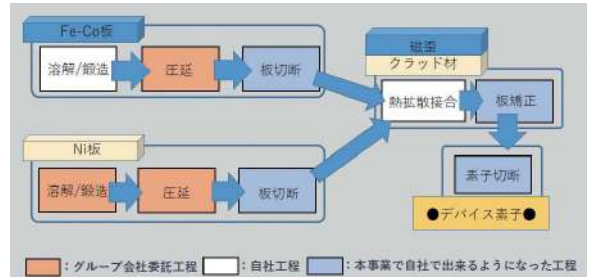 Fe-Co板
溶解/鍛造
圧延
板切断
Ni板
溶解/鍛造
圧延
板切断
磁歪
クラッド材
熱拡散接合
板矯正
素子切断
●デバイス素子●
：グループ会社委託工程
：自社工程
：本事業で自社で出来るようになった工程